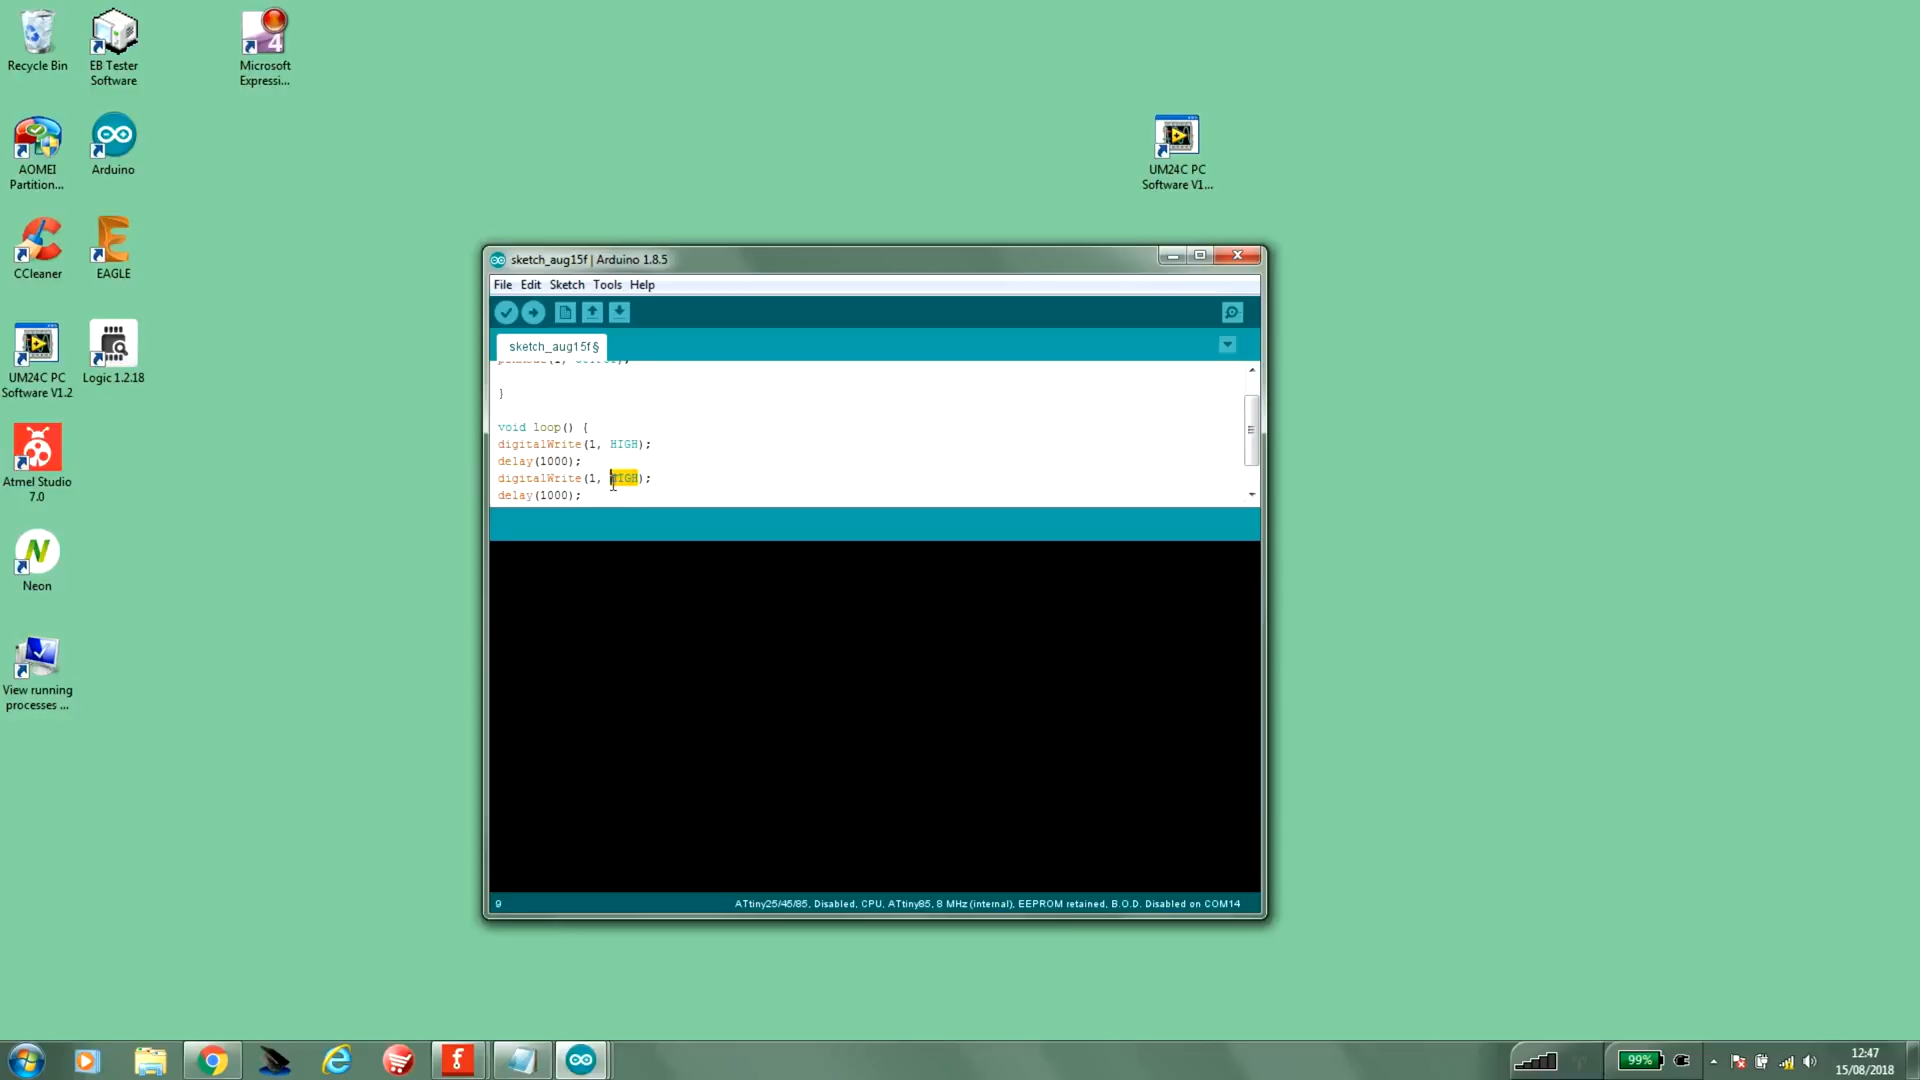 Recycle Bin
EB Tester
Software
Microsoft
Expressi...
4
AOMEI
Partition...
Arduino
UM24C PC
Software V1...
CCleaner
EAGLE
UM24C PC
Software V1.2
Logic 1.2.18
Atmel Studio
7.0
Neon
View running
processes ...
sketch_aug15f | Arduino 1.8.5
File Edit Sketch Tools Help
sketch_aug15f§
}
void loop() {
digitalWrite(1, HIGH);
delay(1000);
digitalWrite(1, HIGH);
delay(1000);
9
ATtiny25/45/85, Disabled, CPU, ATtiny85, 8 MHz (internal), EEPROM retained, B.O.D. Disabled on COM14
99%
12:47
15/08/2018